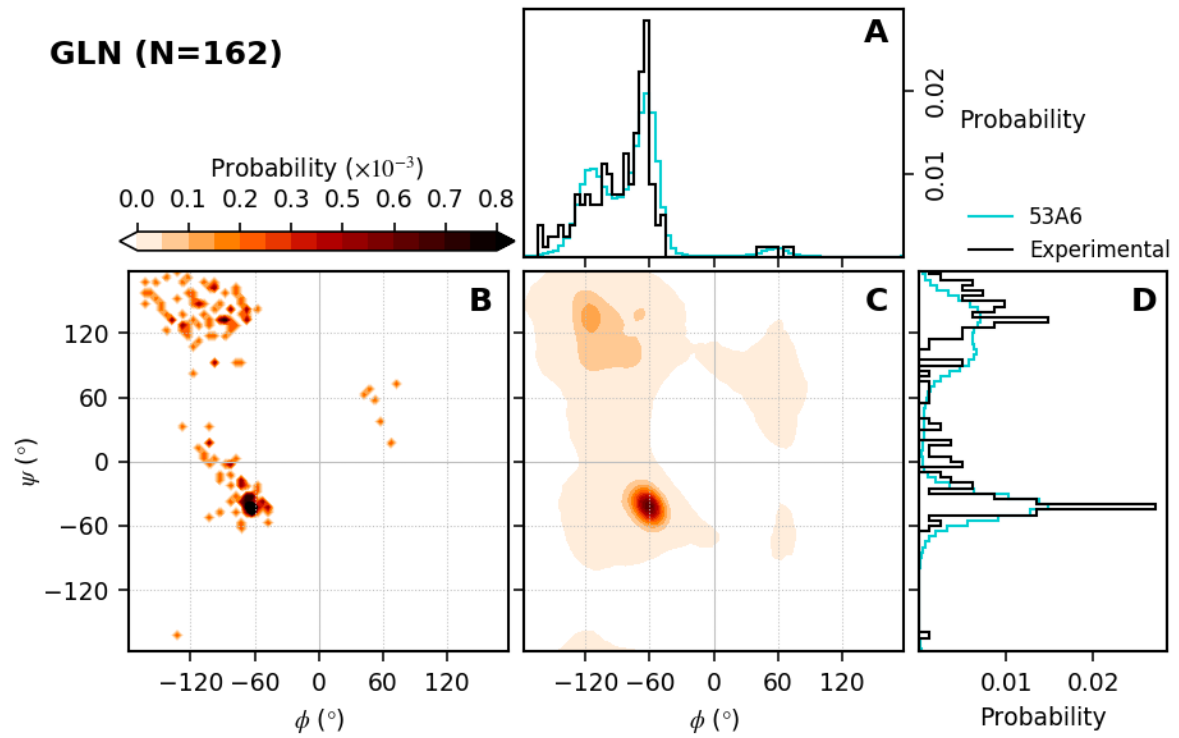 GLN (N=162)
A
0.01 0.02
Probability
53A6
Experimental
Probability (×10⁻³)
0.0 0.1 0.2 0.3 0.5 0.6 0.7 0.8
B
120
60
0
−60
−120
ψ (°)
−120 −60 0 60 120
ϕ (°)
C
−120 −60 0 60 120
ϕ (°)
D
0.01 0.02
Probability